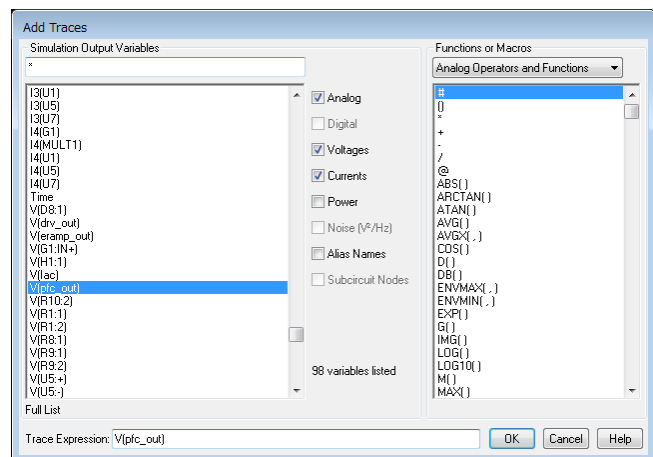 Add Traces
Simulation Output Variables
*
I3(U1)
I3(U5)
I3(U7)
I4(G1)
I4(MULT1)
I4(U1)
I4(U5)
I4(U7)
Time
V(D8:1)
V(drv_out)
V(eramp_out)
V(G1:IN+)
V(H1:1)
V(Iac)
V(pfc_out)
V(R10:2)
V(R1:1)
V(R1:2)
V(R8:1)
V(R9:1)
V(R9:2)
V(U5:+)
V(U5:-)
Full List
Analog
Digital
Voltages
Currents
Power
Noise (V²/Hz)
Alias Names
Subcircuit Nodes
98 variables listed
Functions or Macros
Analog Operators and Functions
#
()
*
+
-
/
@
ABS( )
ARCTAN( )
ATAN( )
AVG( )
AVGX( , )
COS( )
D( )
DB( )
ENVMAX( , )
ENVMIN( , )
EXP( )
G( )
IMG( )
LOG( )
LOG10( )
M( )
MAX( )
Trace Expression: V(pfc_out)
OK Cancel Help